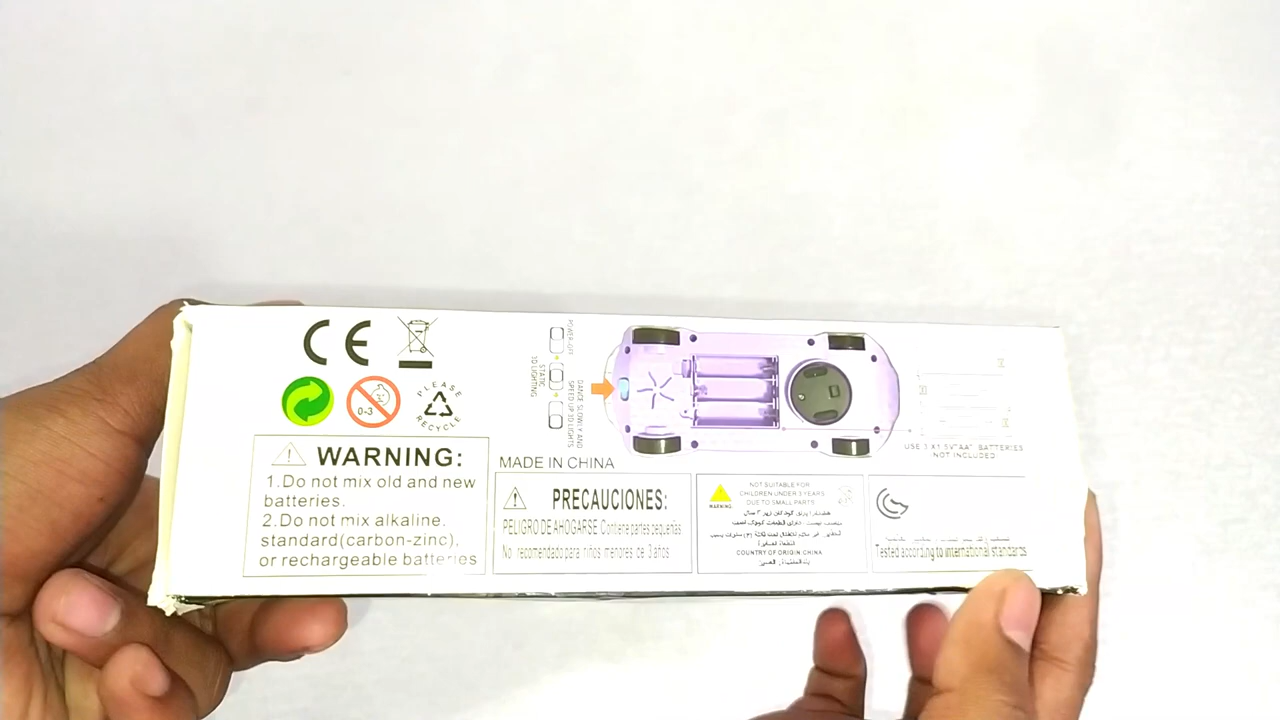 CE
0-3
PLEASE
RECYCLE
POWER-OFF
STATIC
3D LIGHTING
DANCE SLOWLY AND
SPEED UP 3D LIGHTS
USE 3 X1.5V"AA" BATTERIES
NOT INCLUDED
WARNING:
1.Do not mix old and new
batteries.
2.Do not mix alkaline.
standard(carbon-zinc),
or rechargeable batteries
MADE IN CHINA
PRECAUCIONES:
PELIGRO DE AHOGARSE. Contiene partes pequeñas
No recomendado para niños menores de 3 años.
WARNING
NOT SUITABLE FOR
CHILDREN UNDER 3 YEARS
DUE TO SMALL PARTS
COUNTRY OF ORIGIN CHINA
Tested according to international standards